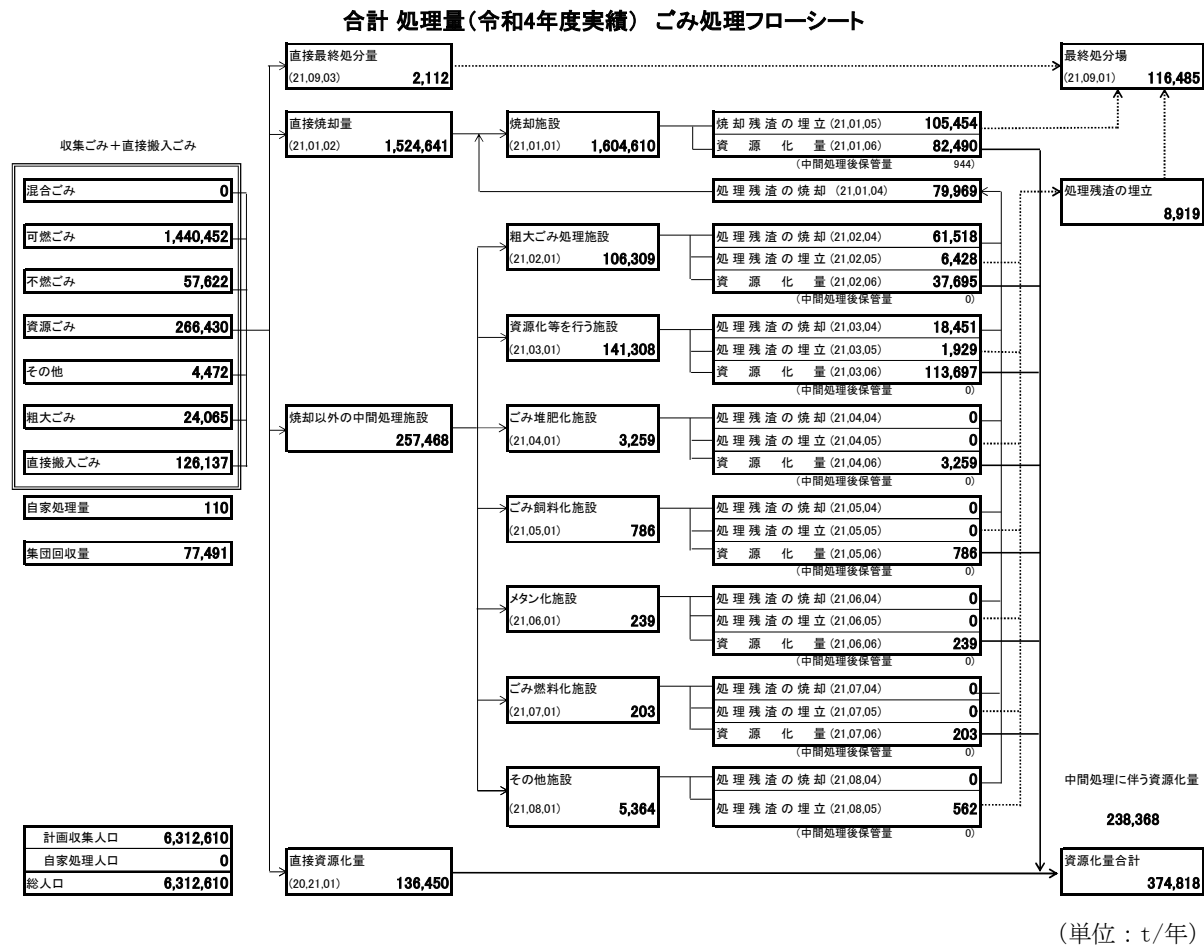 合計 処理量（令和4年度実績） ごみ処理フローシート
収集ごみ＋直接搬入ごみ
混合ごみ 0
可燃ごみ 1,440,452
不燃ごみ 57,622
資源ごみ 266,430
その他 4,472
粗大ごみ 24,065
直接搬入ごみ 126,137
自家処理量 110
集団回収量 77,491
計画収集人口 6,312,610
自家処理人口 0
総人口 6,312,610
直接最終処分量
(21,09,03) 2,112
直接焼却量
(21,01,02) 1,524,641
焼却以外の中間処理施設
257,468
直接資源化量
(20,21,01) 136,450
焼却施設
(21,01,01) 1,604,610
焼却残渣の埋立 (21,01,05) 105,454
資源化量 (21,01,06) 82,490
（中間処理後保管量 944）
処理残渣の焼却 (21,01,04) 79,969
粗大ごみ処理施設
(21,02,01) 106,309
処理残渣の焼却 (21,02,04) 61,518
処理残渣の埋立 (21,02,05) 6,428
資源化量 (21,02,06) 37,695
（中間処理後保管量 0）
資源化等を行う施設
(21,03,01) 141,308
処理残渣の焼却 (21,03,04) 18,451
処理残渣の埋立 (21,03,05) 1,929
資源化量 (21,03,06) 113,697
（中間処理後保管量 0）
ごみ堆肥化施設
(21,04,01) 3,259
処理残渣の焼却 (21,04,04) 0
処理残渣の埋立 (21,04,05) 0
資源化量 (21,04,06) 3,259
（中間処理後保管量 0）
ごみ飼料化施設
(21,05,01) 786
処理残渣の焼却 (21,05,04) 0
処理残渣の埋立 (21,05,05) 0
資源化量 (21,05,06) 786
（中間処理後保管量 0）
メタン化施設
(21,06,01) 239
処理残渣の焼却 (21,06,04) 0
処理残渣の埋立 (21,06,05) 0
資源化量 (21,06,06) 239
（中間処理後保管量 0）
ごみ燃料化施設
(21,07,01) 203
処理残渣の焼却 (21,07,04) 0
処理残渣の埋立 (21,07,05) 0
資源化量 (21,07,06) 203
（中間処理後保管量 0）
その他施設
(21,08,01) 5,364
処理残渣の焼却 (21,08,04) 0
処理残渣の埋立 (21,08,05) 562
（中間処理後保管量 0）
最終処分場
(21,09,01) 116,485
処理残渣の埋立
8,919
中間処理に伴う資源化量
238,368
資源化量合計
374,818
（単位：t/年）